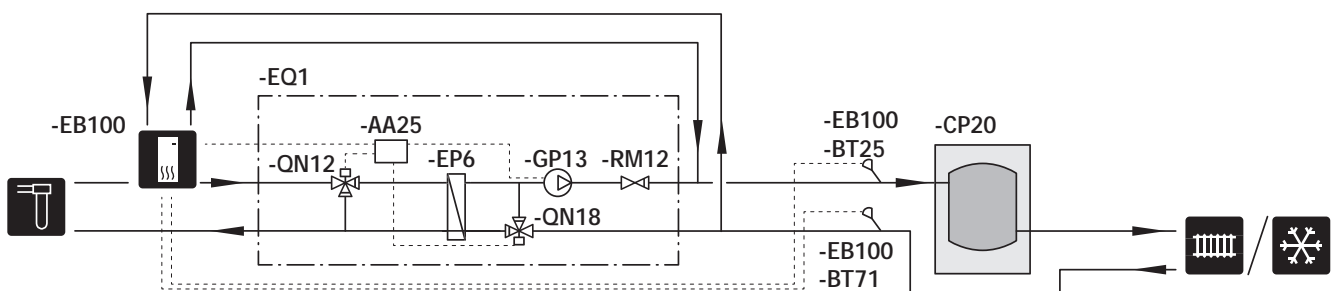 -EQ1
-EB100
-AA25
-EB100
-BT25
-CP20
-QN12
-EP6
-GP13
-RM12
-QN18
-EB100
-BT71